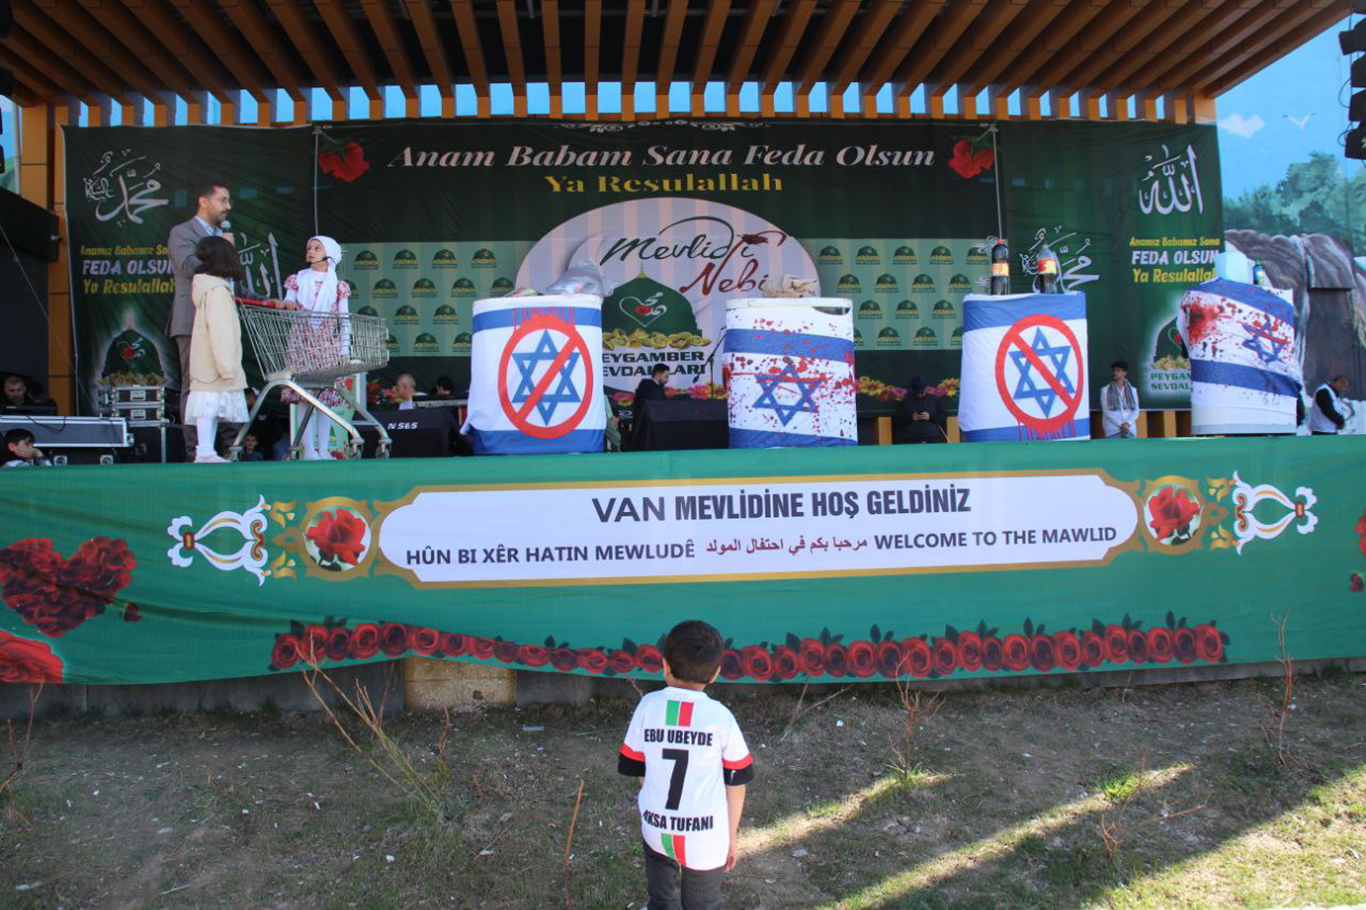 Anam Babam Sana Feda Olsun
Ya Resulallah
محمد
Anamız Babamız Sana
FEDA OLSUN
Ya Resulallah
Mevlid-i
Nebi
PEYGAMBER
SEVDALILARI
الله
Anamız Babamız Sana
FEDA OLSUN
Ya Resulallah
PEYGAMBER
SEVDALILARI
VAN MEVLİDİNE HOŞ GELDİNİZ
HÛN BI XÊR HATIN MEWLUDÊ مرحبا بكم في احتفال المولد WELCOME TO THE MAWLID
EBU UBEYDE
7
AKSA TUFANI